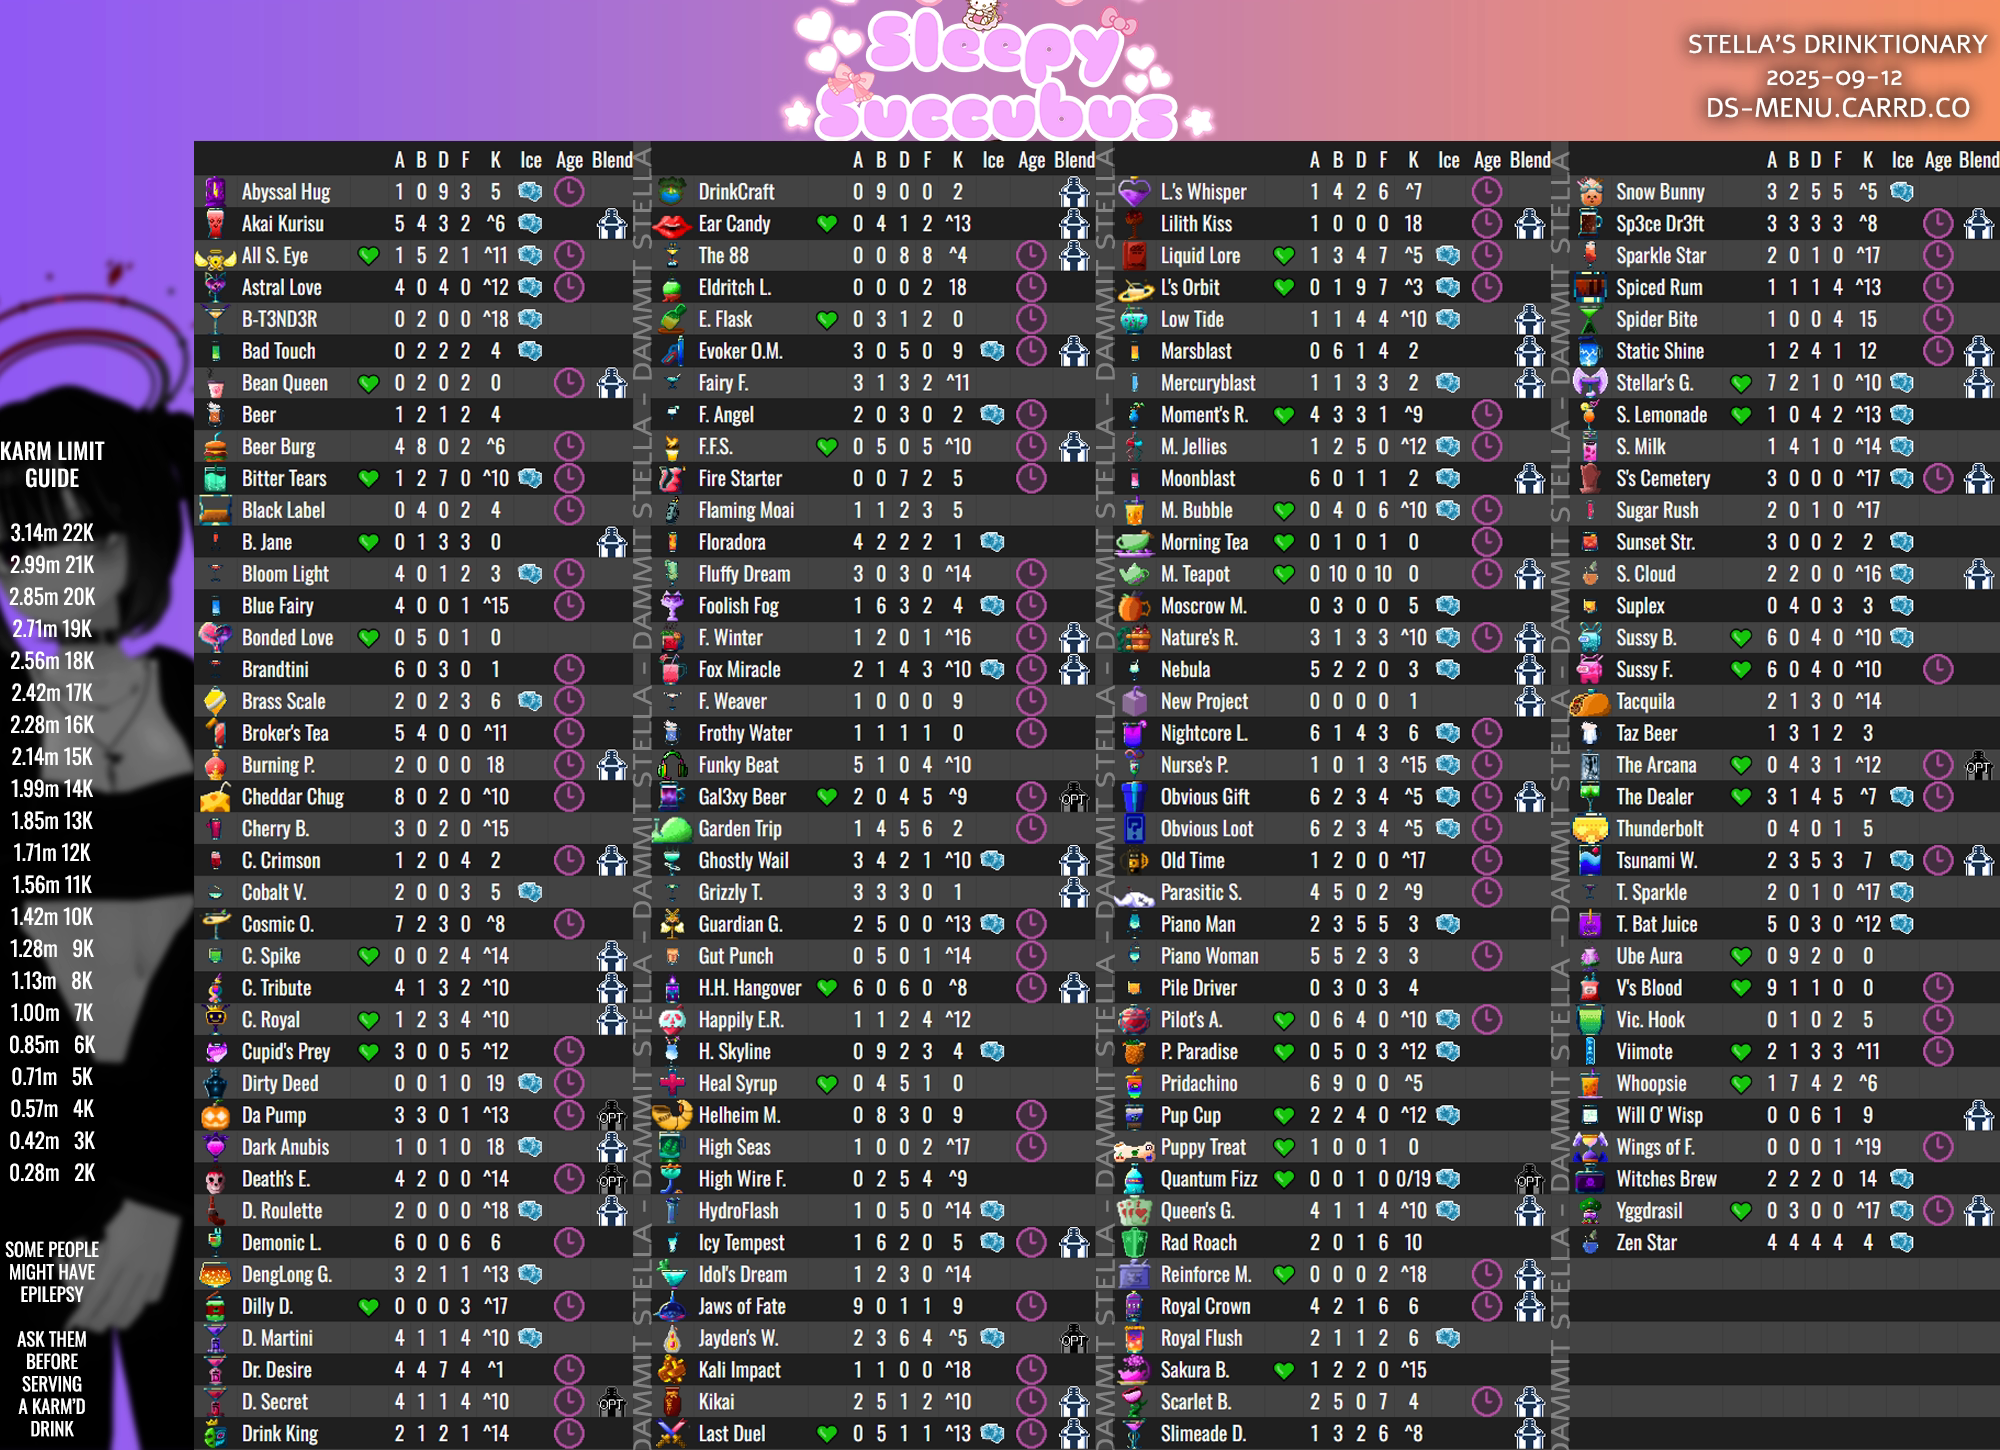 Sleepy
Succubus
STELLA'S DRINKTIONARY
2025-09-12
DS-MENU.CARRD.CO
KARM LIMIT
GUIDE
3.14m 22K
2.99m 21K
2.85m 20K
2.71m 19K
2.56m 18K
2.42m 17K
2.28m 16K
2.14m 15K
1.99m 14K
1.85m 13K
1.71m 12K
1.56m 11K
1.42m 10K
1.28m 9K
1.13m 8K
1.00m 7K
0.85m 6K
0.71m 5K
0.57m 4K
0.42m 3K
0.28m 2K
SOME PEOPLE
MIGHT HAVE
EPILEPSY
ASK THEM
BEFORE
SERVING
A KARM'D
DRINK
A B D F K Ice Age Blend
Abyssal Hug 1 0 9 3 5
Akai Kurisu 5 4 3 2 ^6
All S. Eye 1 5 2 1 ^11
Astral Love 4 0 4 0 ^12
B-T3ND3R 0 2 0 0 ^18
Bad Touch 0 2 2 2 4
Bean Queen 0 2 0 2 0
Beer 1 2 1 2 4
Beer Burg 4 8 0 2 ^6
Bitter Tears 1 2 7 0 ^10
Black Label 0 4 0 2 4
B. Jane 0 1 3 3 0
Bloom Light 4 0 1 2 3
Blue Fairy 4 0 0 1 ^15
Bonded Love 0 5 0 1 0
Brandtini 6 0 3 0 1
Brass Scale 2 0 2 3 6
Broker's Tea 5 4 0 0 ^11
Burning P. 2 0 0 0 18
Cheddar Chug 8 0 2 0 ^10
Cherry B. 3 0 2 0 ^15
C. Crimson 1 2 0 4 2
Cobalt V. 2 0 0 3 5
Cosmic O. 7 2 3 0 ^8
C. Spike 0 0 2 4 ^14
C. Tribute 4 1 3 2 ^10
C. Royal 1 2 3 4 ^10
Cupid's Prey 3 0 0 5 ^12
Dirty Deed 0 0 1 0 19
Da Pump 3 3 0 1 ^13 OPT
Dark Anubis 1 0 1 0 18
Death's E. 4 2 0 0 ^14 OPT
D. Roulette 2 0 0 0 ^18
Demonic L. 6 0 0 6 6
DengLong G. 3 2 1 1 ^13
Dilly D. 0 0 0 3 ^17
D. Martini 4 1 1 4 ^10
Dr. Desire 4 4 7 4 ^1
D. Secret 4 1 1 4 ^10 OPT
Drink King 2 1 2 1 ^14
DAMMIT STELLA - DAMMIT STELLA - DAMMIT STELLA
A B D F K Ice Age Blend
DrinkCraft 0 9 0 0 2
Ear Candy 0 4 1 2 ^13
The 88 0 0 8 8 ^4
Eldritch L. 0 0 0 2 18
E. Flask 0 3 1 2 0
Evoker O.M. 3 0 5 0 9
Fairy F. 3 1 3 2 ^11
F. Angel 2 0 3 0 2
F.F.S. 0 5 0 5 ^10
Fire Starter 0 0 7 2 5
Flaming Moai 1 1 2 3 5
Floradora 4 2 2 2 1
Fluffy Dream 3 0 3 0 ^14
Foolish Fog 1 6 3 2 4
F. Winter 1 2 0 1 ^16
Fox Miracle 2 1 4 3 ^10
F. Weaver 1 0 0 0 9
Frothy Water 1 1 1 1 0
Funky Beat 5 1 0 4 ^10
Gal3xy Beer 2 0 4 5 ^9 OPT
Garden Trip 1 4 5 6 2
Ghostly Wail 3 4 2 1 ^10
Grizzly T. 3 3 3 0 1
Guardian G. 2 5 0 0 ^13
Gut Punch 0 5 0 1 ^14
H.H. Hangover 6 0 6 0 ^8
Happily E.R. 1 1 2 4 ^12
H. Skyline 0 9 2 3 4
Heal Syrup 0 4 5 1 0
Helheim M. 0 8 3 0 9
High Seas 1 0 0 2 ^17
High Wire F. 0 2 5 4 ^9
HydroFlash 1 0 5 0 ^14
Icy Tempest 1 6 2 0 5
Idol's Dream 1 2 3 0 ^14
Jaws of Fate 9 0 1 1 9
Jayden's W. 2 3 6 4 ^5 OPT
Kali Impact 1 1 0 0 ^18
Kikai 2 5 1 2 ^10
Last Duel 0 5 1 1 ^13
DAMMIT STELLA - DAMMIT STELLA - DAMMIT STELLA
A B D F K Ice Age Blend
L.'s Whisper 1 4 2 6 ^7
Lilith Kiss 1 0 0 0 18
Liquid Lore 1 3 4 7 ^5
L's Orbit 0 1 9 7 ^3
Low Tide 1 1 4 4 ^10
Marsblast 0 6 1 4 2
Mercuryblast 1 1 3 3 2
Moment's R. 4 3 3 1 ^9
M. Jellies 1 2 5 0 ^12
Moonblast 6 0 1 1 2
M. Bubble 0 4 0 6 ^10
Morning Tea 0 1 0 1 0
M. Teapot 0 10 0 10 0
Moscrow M. 0 3 0 0 5
Nature's R. 3 1 3 3 ^10
Nebula 5 2 2 0 3
New Project 0 0 0 0 1
Nightcore L. 6 1 4 3 6
Nurse's P. 1 0 1 3 ^15
Obvious Gift 6 2 3 4 ^5
Obvious Loot 6 2 3 4 ^5
Old Time 1 2 0 0 ^17
Parasitic S. 4 5 0 2 ^9
Piano Man 2 3 5 5 3
Piano Woman 5 5 2 3 3
Pile Driver 0 3 0 3 4
Pilot's A. 0 6 4 0 ^10
P. Paradise 0 5 0 3 ^12
Pridachino 6 9 0 0 ^5
Pup Cup 2 2 4 0 ^12
Puppy Treat 1 0 0 1 0
Quantum Fizz 0 0 1 0 0/19 OPT
Queen's G. 4 1 1 4 ^10
Rad Roach 2 0 1 6 10
Reinforce M. 0 0 0 2 ^18
Royal Crown 4 2 1 6 6
Royal Flush 2 1 1 2 6
Sakura B. 1 2 2 0 ^15
Scarlet B. 2 5 0 7 4
Slimeade D. 1 3 2 6 ^8
DAMMIT STELLA - DAMMIT STELLA - DAMMIT STELLA
A B D F K Ice Age Blend
Snow Bunny 3 2 5 5 ^5
Sp3ce Dr3ft 3 3 3 3 ^8
Sparkle Star 2 0 1 0 ^17
Spiced Rum 1 1 1 4 ^13
Spider Bite 1 0 0 4 15
Static Shine 1 2 4 1 12
Stellar's G. 7 2 1 0 ^10
S. Lemonade 1 0 4 2 ^13
S. Milk 1 4 1 0 ^14
S's Cemetery 3 0 0 0 ^17
Sugar Rush 2 0 1 0 ^17
Sunset Str. 3 0 0 2 2
S. Cloud 2 2 0 0 ^16
Suplex 0 4 0 3 3
Sussy B. 6 0 4 0 ^10
Sussy F. 6 0 4 0 ^10
Tacquila 2 1 3 0 ^14
Taz Beer 1 3 1 2 3
The Arcana 0 4 3 1 ^12 OPT
The Dealer 3 1 4 5 ^7
Thunderbolt 0 4 0 1 5
Tsunami W. 2 3 5 3 7
T. Sparkle 2 0 1 0 ^17
T. Bat Juice 5 0 3 0 ^12
Ube Aura 0 9 2 0 0
V's Blood 9 1 1 0 0
Vic. Hook 0 1 0 2 5
Viimote 2 1 3 3 ^11
Whoopsie 1 7 4 2 ^6
Will O' Wisp 0 0 6 1 9
Wings of F. 0 0 0 1 ^19
Witches Brew 2 2 2 0 14
Yggdrasil 0 3 0 0 ^17
Zen Star 4 4 4 4 4